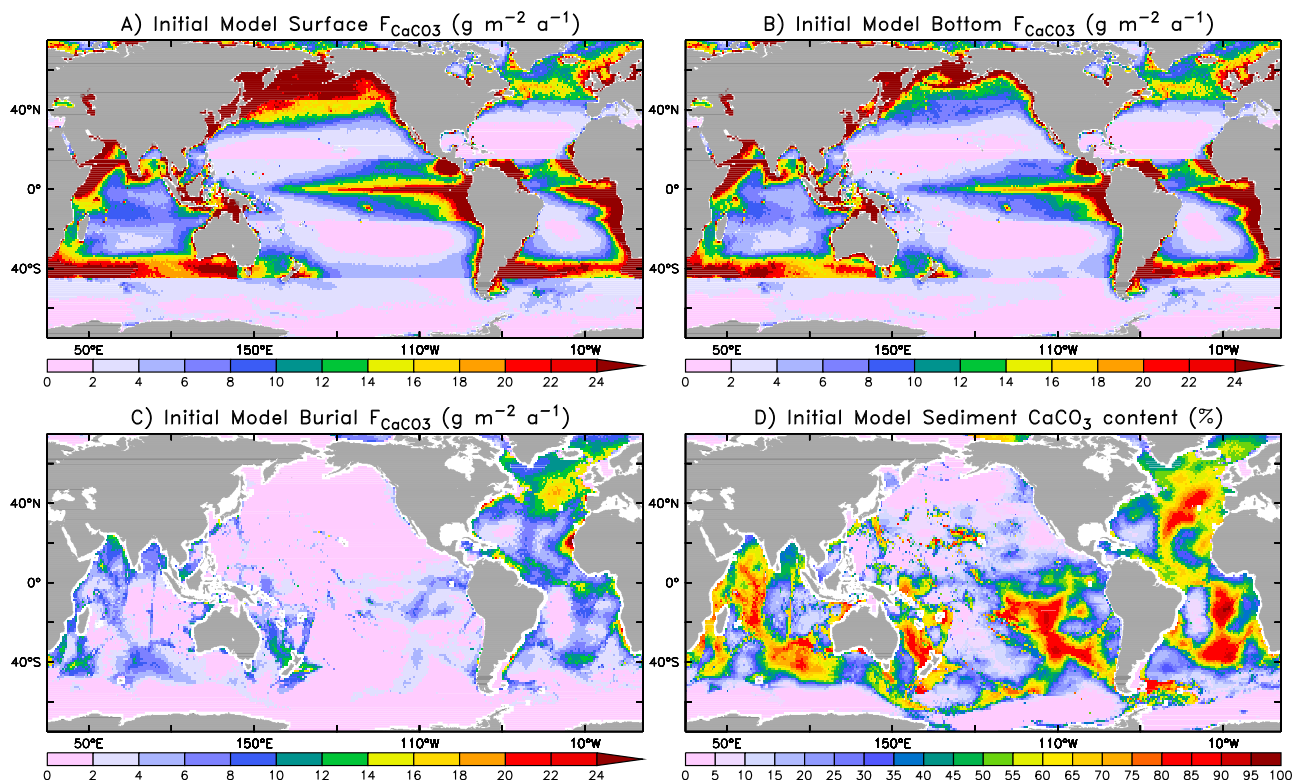 A) Initial Model Surface F_CaCO3 (g m⁻² a⁻¹)
B) Initial Model Bottom F_CaCO3 (g m⁻² a⁻¹)
40°N
0°
40°S
50°E 150°E 110°W 10°W
0 2 4 6 8 10 12 14 16 18 20 22 24
40°N
0°
40°S
50°E 150°E 110°W 10°W
0 2 4 6 8 10 12 14 16 18 20 22 24
C) Initial Model Burial F_CaCO3 (g m⁻² a⁻¹)
D) Initial Model Sediment CaCO₃ content (%)
40°N
0°
40°S
50°E 150°E 110°W 10°W
0 2 4 6 8 10 12 14 16 18 20 22 24
40°N
0°
40°S
50°E 150°E 110°W 10°W
0 5 10 15 20 25 35 40 45 50 55 60 65 70 75 80 85 90 95 100